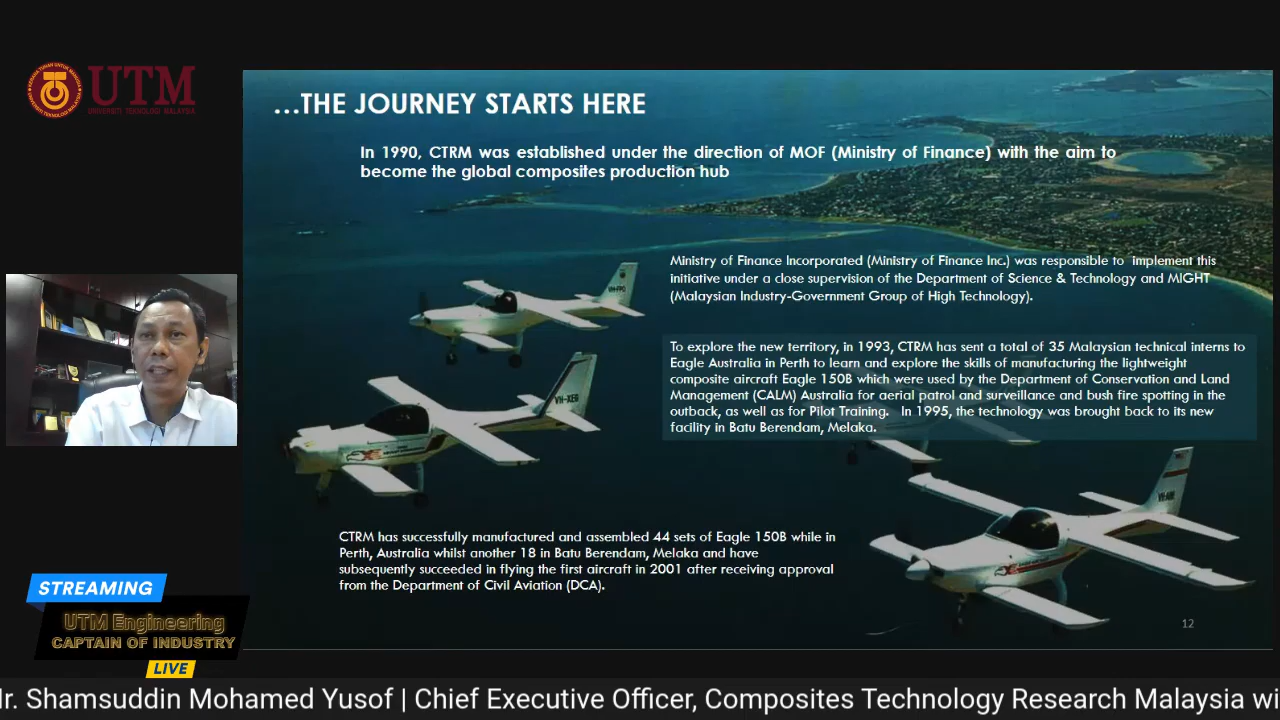 UTM
UNIVERSITI TEKNOLOGI MALAYSIA
...THE JOURNEY STARTS HERE
In 1990, CTRM was established under the direction of MOF (Ministry of Finance) with the aim to
become the global composites production hub
Ministry of Finance Incorporated (Ministry of Finance Inc.) was responsible to implement this
initiative under a close supervision of the Department of Science & Technology and MIGHT
(Malaysian Industry-Government Group of High Technology).
To explore the new territory, in 1993, CTRM has sent a total of 35 Malaysian technical interns to
Eagle Australia in Perth to learn and explore the skills of manufacturing the lightweight
composite aircraft Eagle 150B which were used by the Department of Conservation and Land
Management (CALM) Australia for aerial patrol and surveillance and bush fire spotting in the
outback, as well as for Pilot Training. In 1995, the technology was brought back to its new
facility in Batu Berendam, Melaka.
CTRM has successfully manufactured and assembled 44 sets of Eagle 150B while in
Perth, Australia whilst another 18 in Batu Berendam, Melaka and have
subsequently succeeded in flying the first aircraft in 2001 after receiving approval
from the Department of Civil Aviation (DCA).
12
STREAMING
UTM Engineering
CAPTAIN OF INDUSTRY
LIVE
Ir. Shamsuddin Mohamed Yusof | Chief Executive Officer, Composites Technology Research Malaysia wi